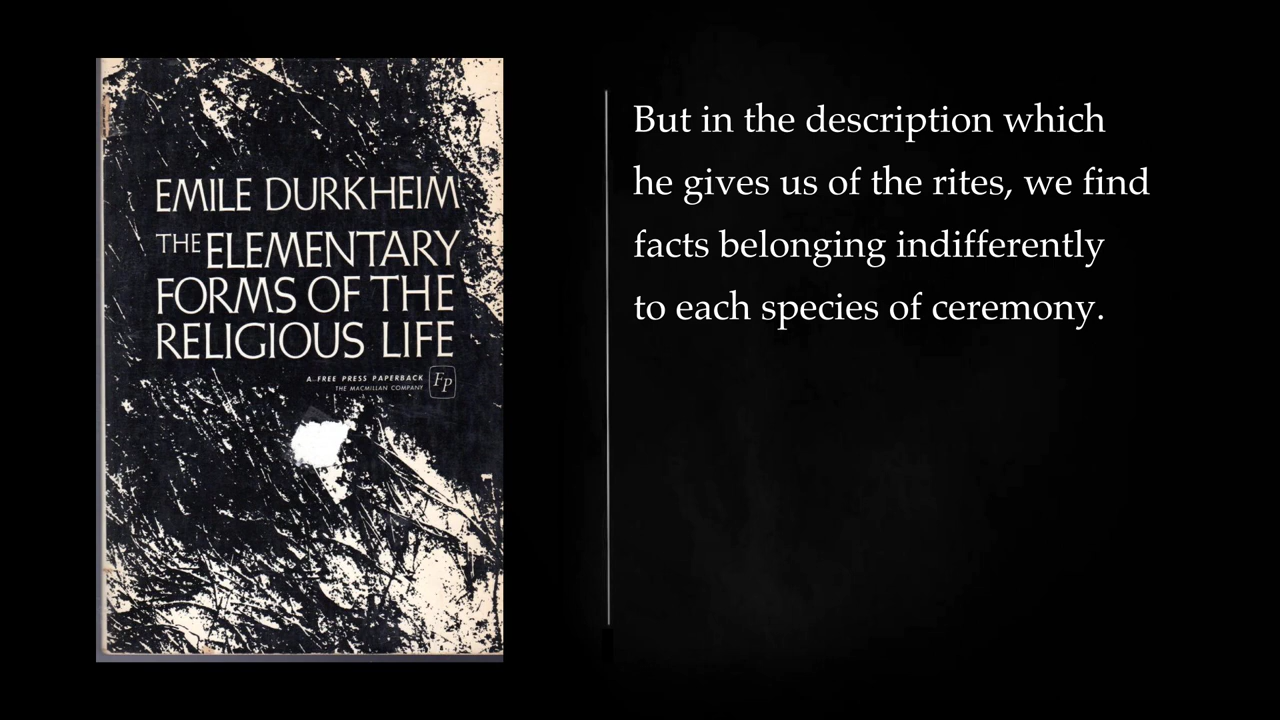 EMILE DURKHEIM
THE ELEMENTARY
FORMS OF THE
RELIGIOUS LIFE
A FREE PRESS PAPERBACK
THE MACMILLAN COMPANY
Fp
But in the description which
he gives us of the rites, we find
facts belonging indifferently
to each species of ceremony.